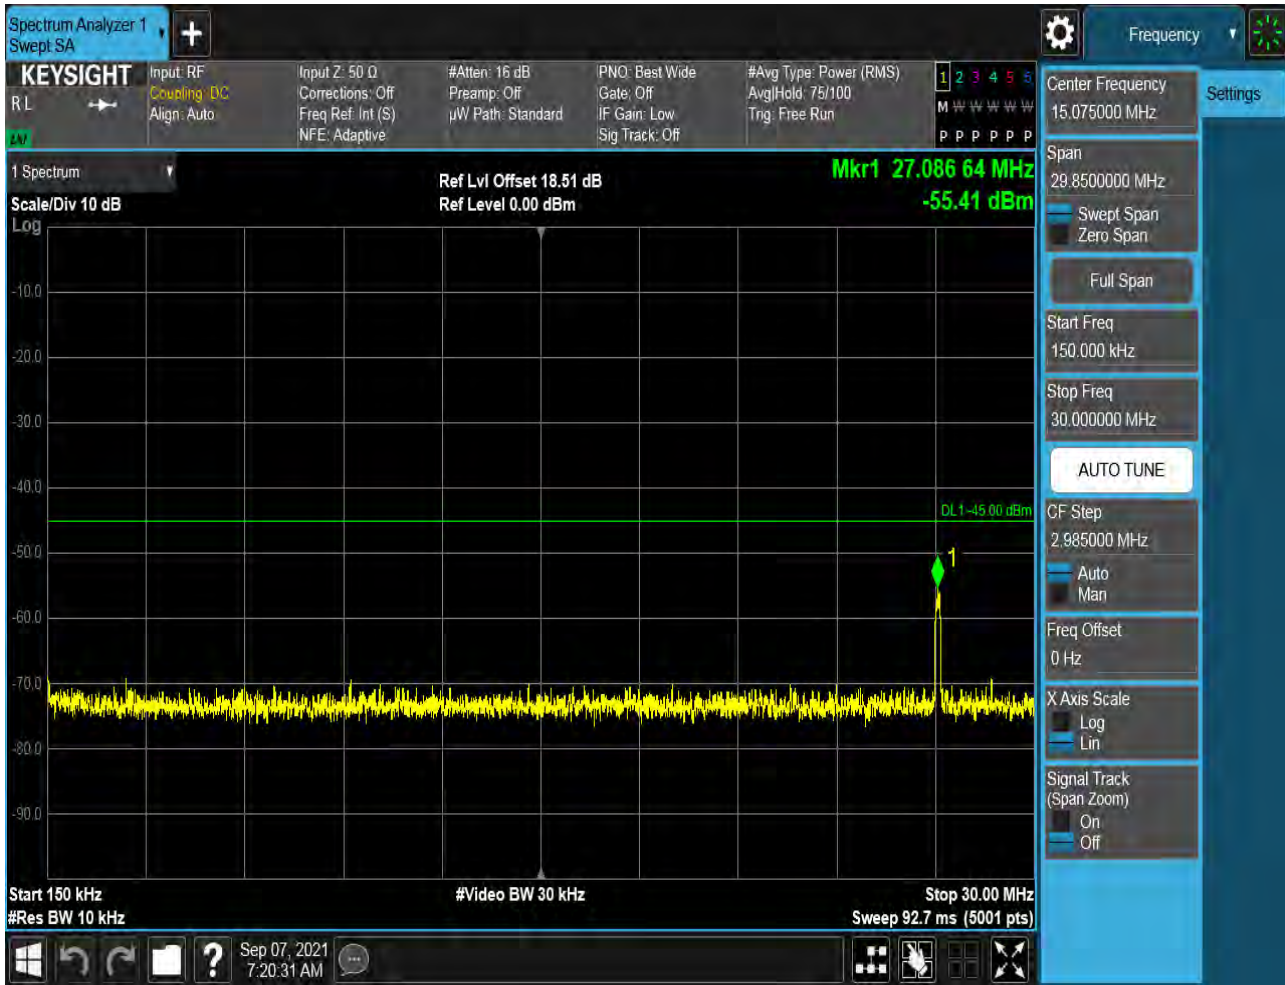 Spectrum Analyzer 1
Swept SA
Frequency
KEYSIGHT
R L
LXI
Input: RF
Coupling: DC
Align: Auto
Input Z: 50 Ω
Corrections: Off
Freq Ref: Int (S)
NFE: Adaptive
#Atten: 16 dB
Preamp: Off
µW Path: Standard
PNO: Best Wide
Gate: Off
IF Gain: Low
Sig Track: Off
#Avg Type: Power (RMS)
Avg|Hold: 75/100
Trig: Free Run
1 2 3 4 5 6
M W W W W W
P P P P P P
1 Spectrum
Scale/Div 10 dB
Log
Ref Lvl Offset 18.51 dB
Ref Level 0.00 dBm
Mkr1 27.086 64 MHz
-55.41 dBm
-10.0
-20.0
-30.0
-40.0
DL1 -45.00 dBm
-50.0
1
-60.0
-70.0
-80.0
-90.0
Start 150 kHz
#Res BW 10 kHz
#Video BW 30 kHz
Stop 30.00 MHz
Sweep 92.7 ms (5001 pts)
Sep 07, 2021
7:20:31 AM
Center Frequency
15.075000 MHz
Settings
Span
29.8500000 MHz
Swept Span
Zero Span
Full Span
Start Freq
150.000 kHz
Stop Freq
30.000000 MHz
AUTO TUNE
CF Step
2.985000 MHz
Auto
Man
Freq Offset
0 Hz
X Axis Scale
Log
Lin
Signal Track
(Span Zoom)
On
Off